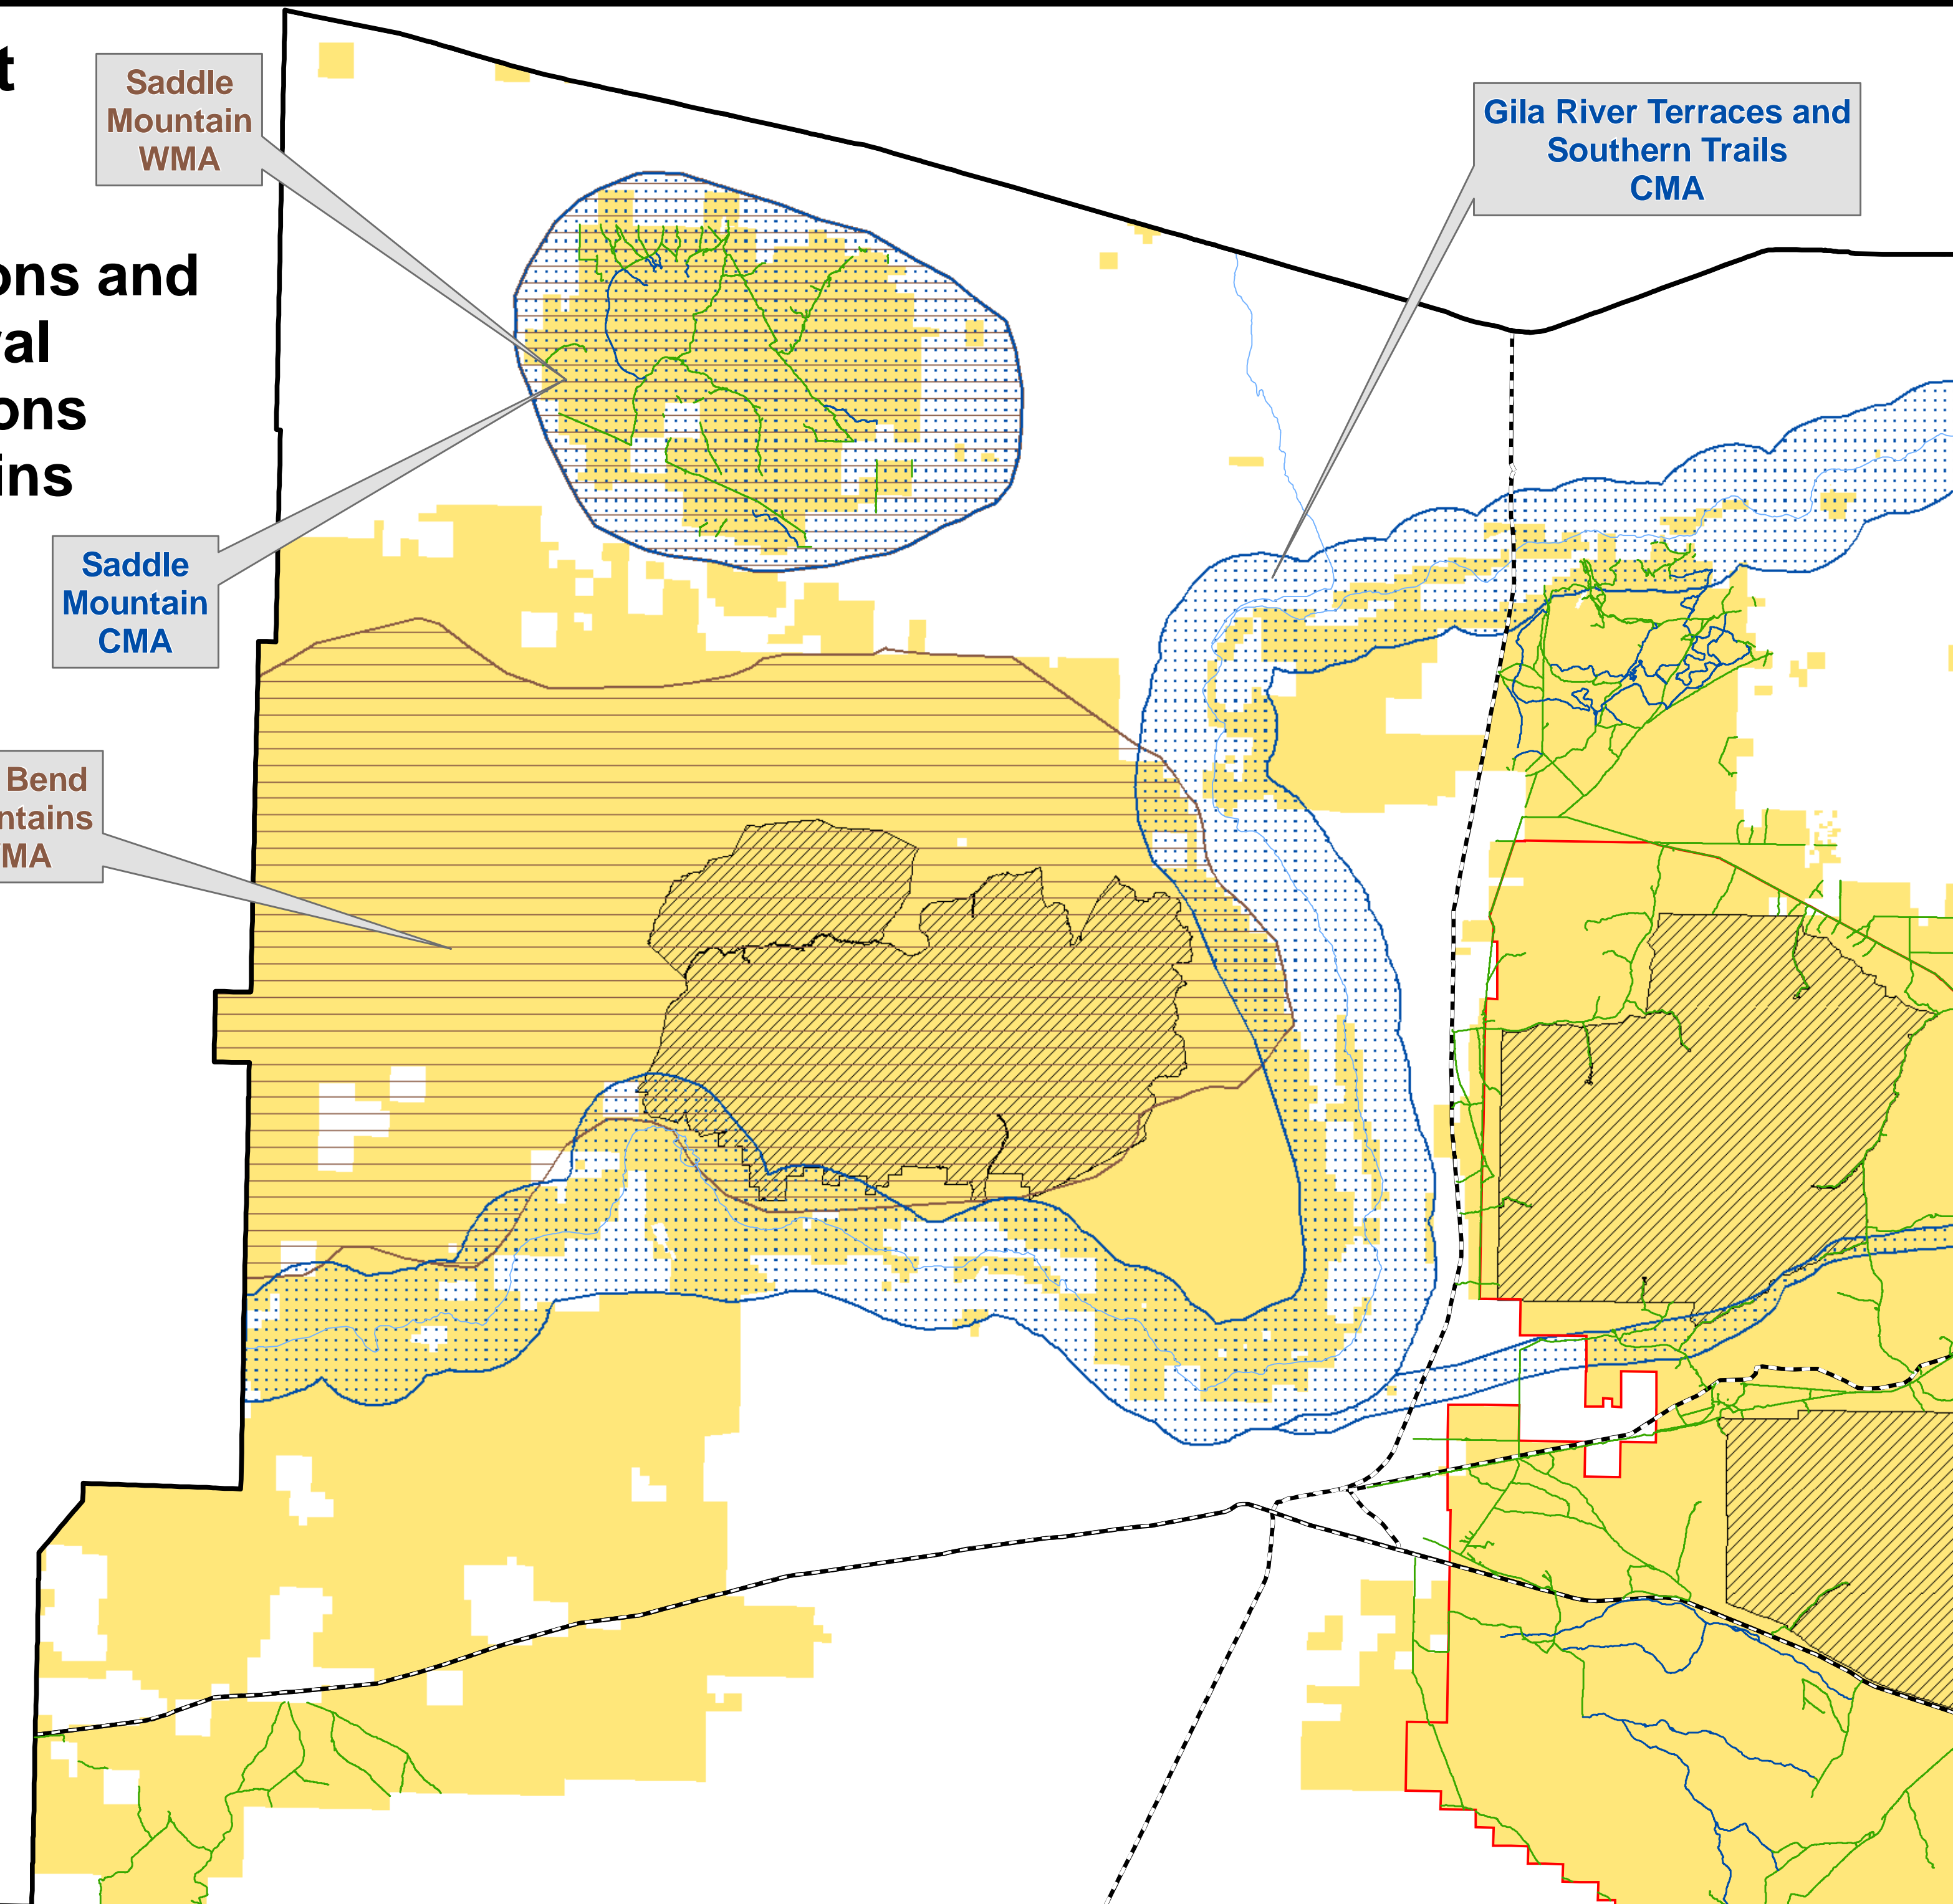 t
ons and
ral
ons
ins
Saddle
Mountain
WMA
Gila River Terraces and
Southern Trails
CMA
Saddle
Mountain
CMA
Bend
ntains
MA